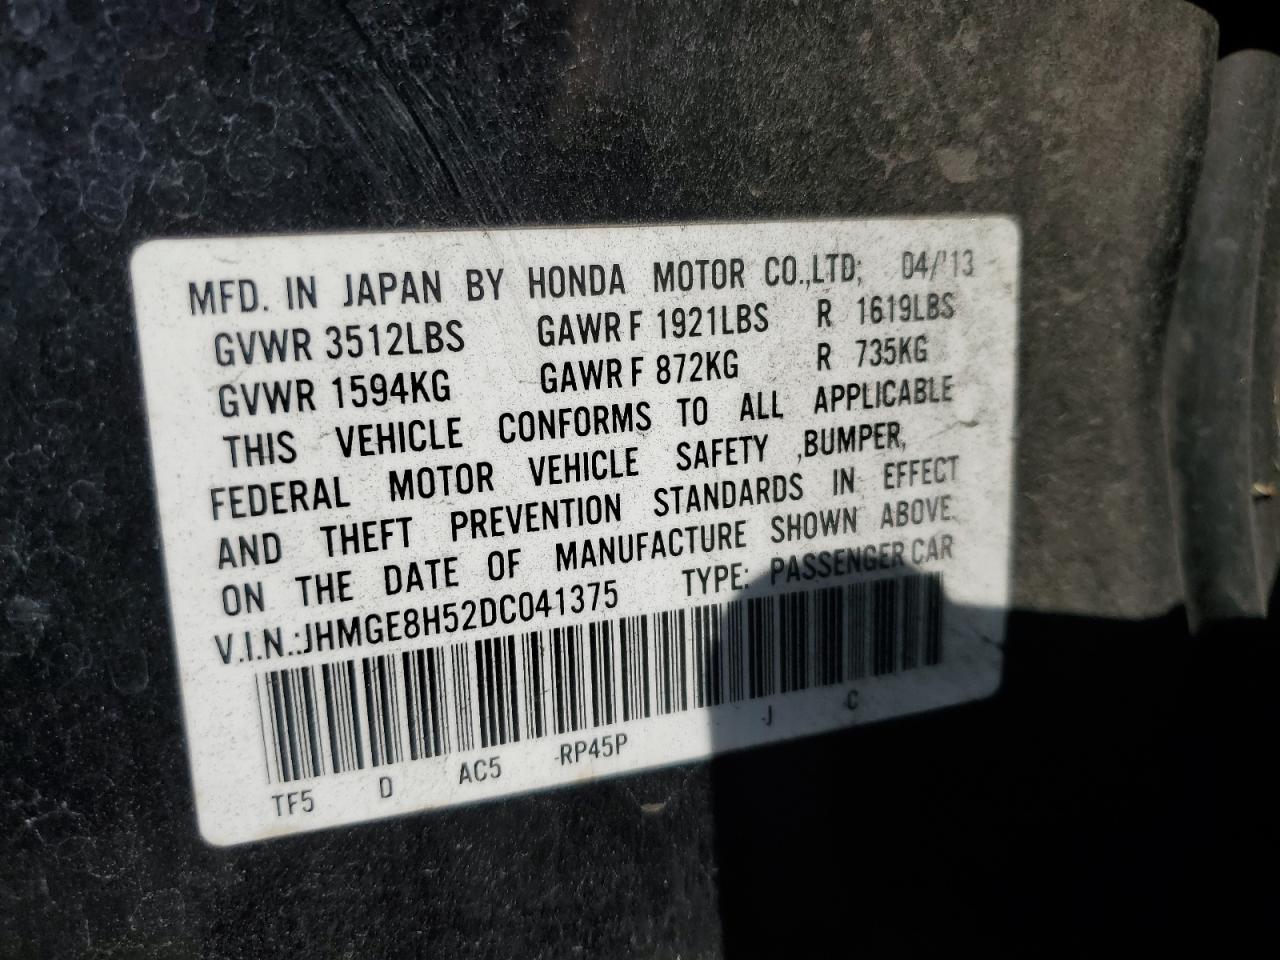 MFD. IN JAPAN BY HONDA MOTOR CO.,LTD; 04/'13
GVWR 3512LBS GAWR F 1921LBS R 1619LBS
GVWR 1594KG GAWR F 872KG R 735KG
THIS VEHICLE CONFORMS TO ALL APPLICABLE
FEDERAL MOTOR VEHICLE SAFETY ,BUMPER,
AND THEFT PREVENTION STANDARDS IN EFFECT
ON THE DATE OF MANUFACTURE SHOWN ABOVE.
V.I.N.:JHMGE8H52DC041375 TYPE: PASSENGER CAR
TF5 D AC5 -RP45P J C